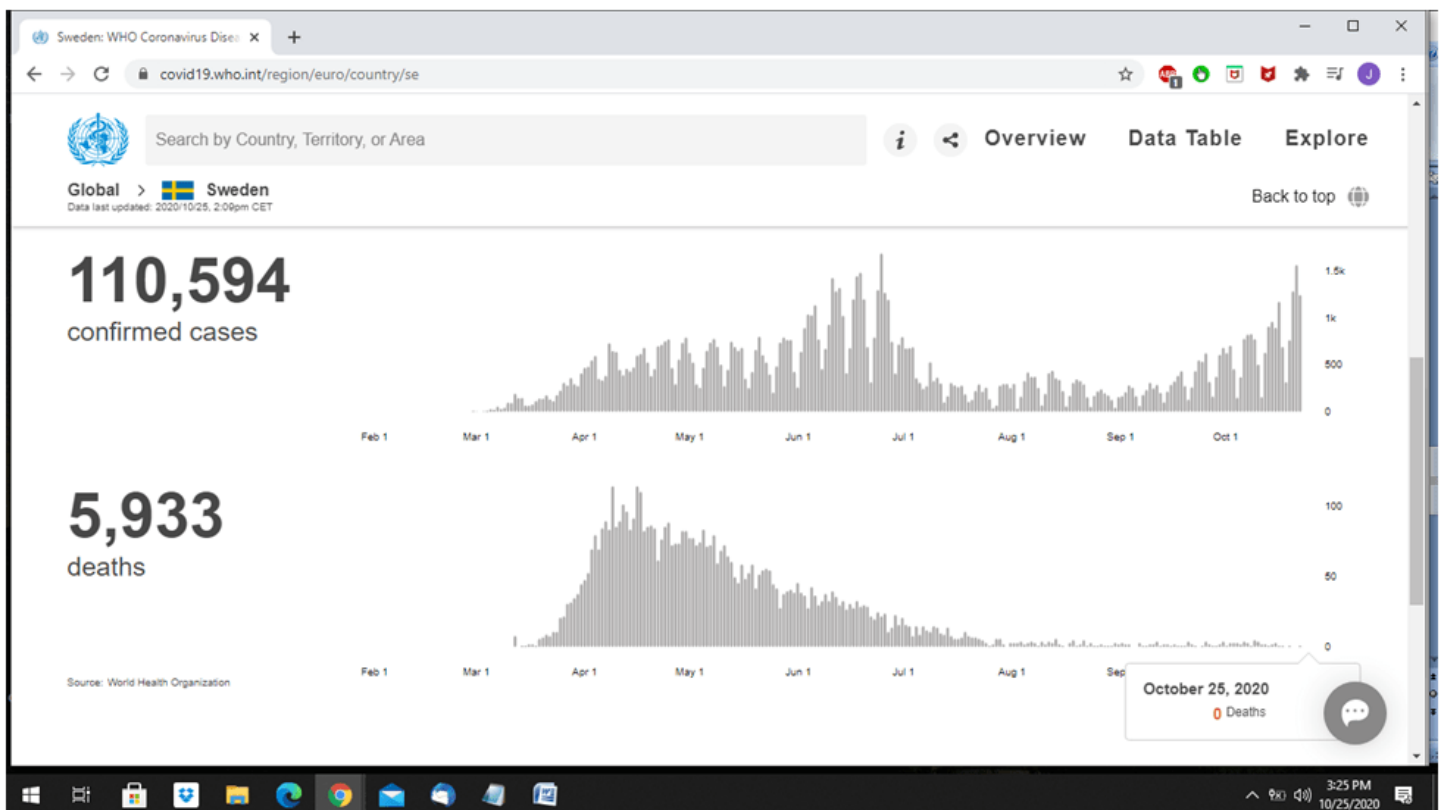 Sweden: WHO Coronavirus Disea
covid19.who.int/region/euro/country/se
J
Search by Country, Territory, or Area
i
Overview
Data Table
Explore
Global > Sweden
Data last updated: 2020/10/25, 2:09pm CET
Back to top
110,594
confirmed cases
1.5k
1k
500
0
Feb 1
Mar 1
Apr 1
May 1
Jun 1
Jul 1
Aug 1
Sep 1
Oct 1
5,933
deaths
100
50
0
Feb 1
Mar 1
Apr 1
May 1
Jun 1
Jul 1
Aug 1
Sep
Source: World Health Organization
October 25, 2020
0 Deaths
3:25 PM
10/25/2020